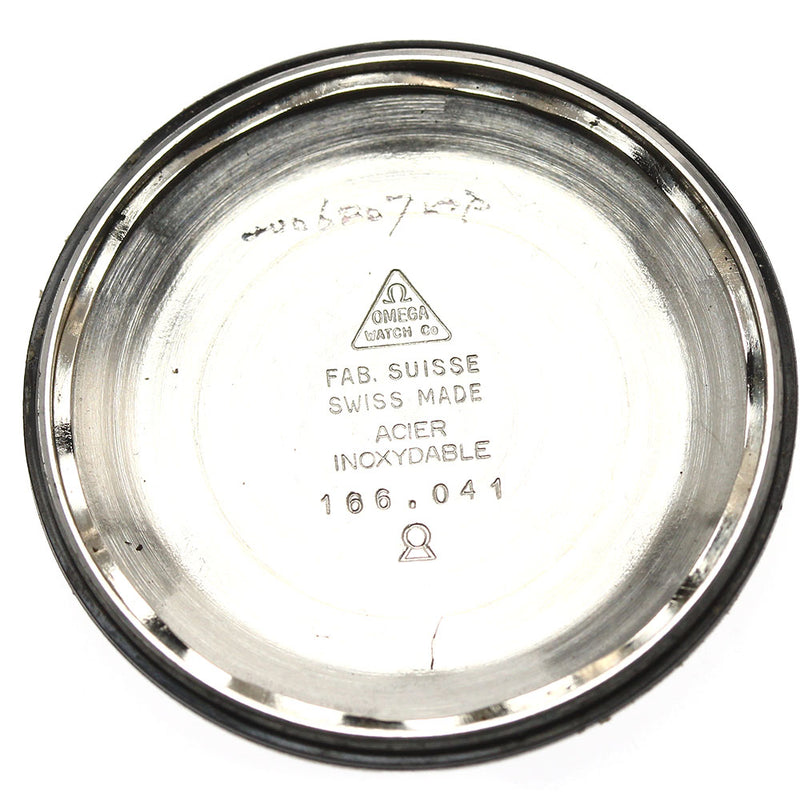 Ω
OMEGA
WATCH Co
FAB. SUISSE
SWISS MADE
ACIER
INOXYDABLE
166.041